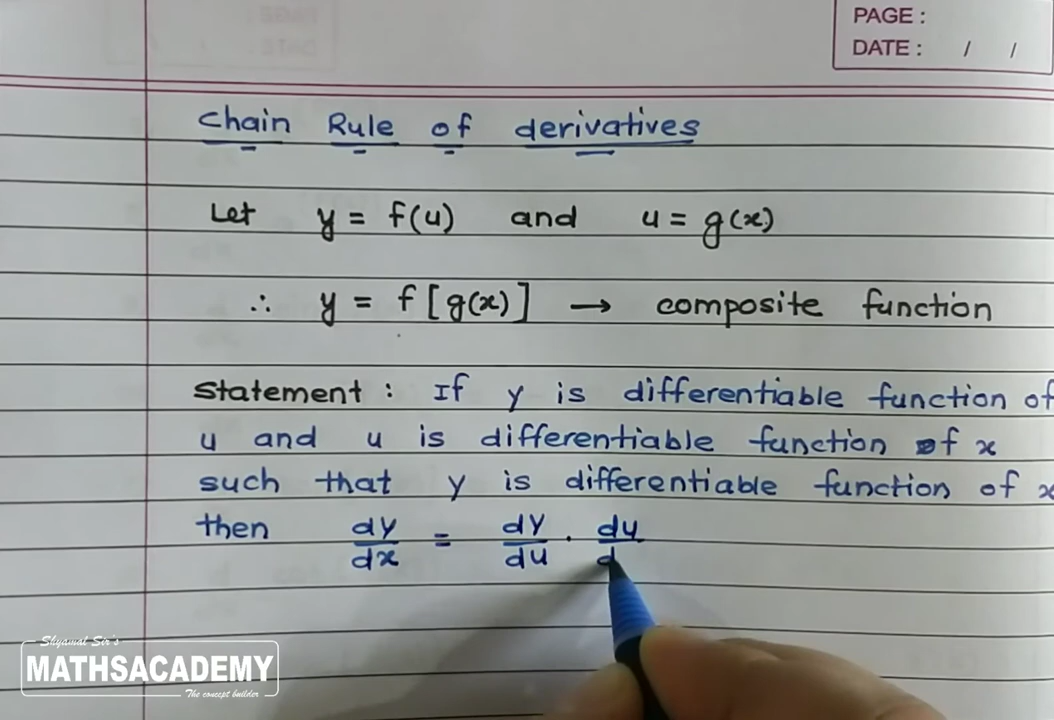 PAGE :
DATE : / /
Chain Rule of derivatives
Let y = f(u) and u = g(x)
∴ y = f [g(x)] → composite function
Statement : If y is differentiable function of
u and u is differentiable function of x
such that y is differentiable function of x
then dy/dx = dy/du . du/d
Shyamal Sir's
MATHSACADEMY
The concept builder